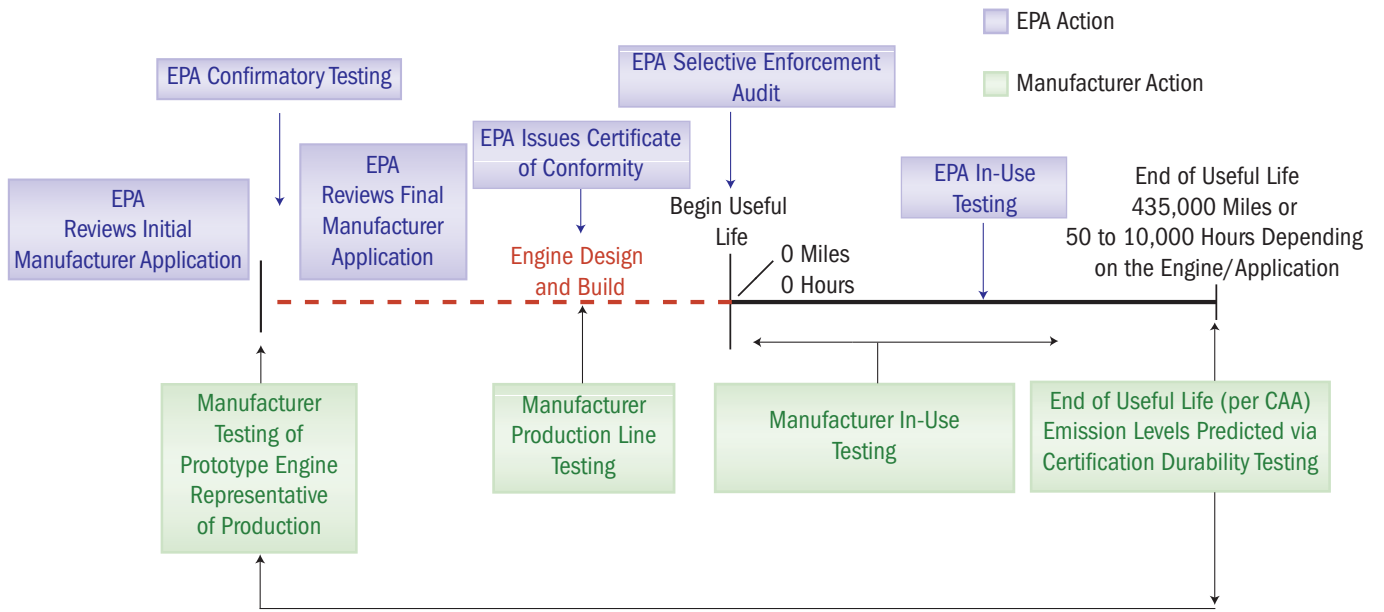 EPA Action
Manufacturer Action
EPA Confirmatory Testing
EPA Selective Enforcement
Audit
EPA
Reviews Initial
Manufacturer Application
EPA
Reviews Final
Manufacturer
Application
EPA Issues Certificate
of Conformity
Engine Design
and Build
Begin Useful
Life
0 Miles
0 Hours
EPA In-Use
Testing
End of Useful Life
435,000 Miles or
50 to 10,000 Hours Depending
on the Engine/Application
Manufacturer
Testing of
Prototype Engine
Representative
of Production
Manufacturer
Production Line
Testing
Manufacturer In-Use
Testing
End of Useful Life (per CAA)
Emission Levels Predicted via
Certification Durability Testing